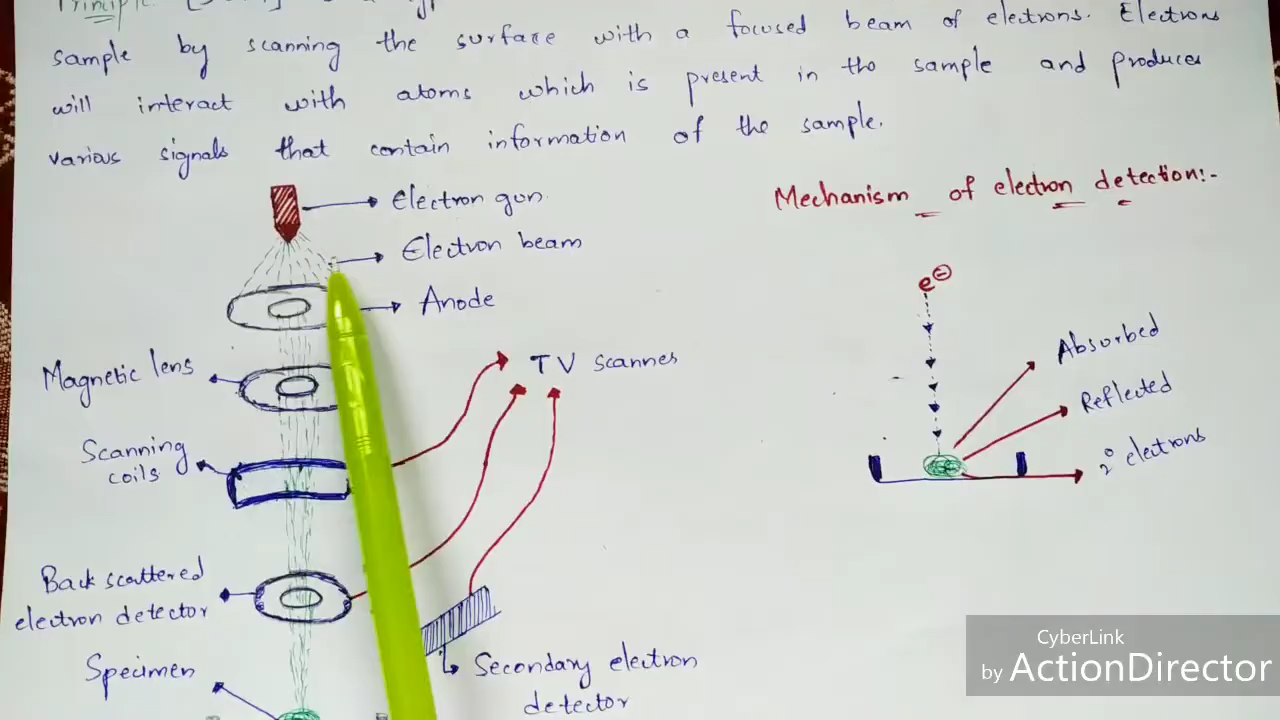 Principle
sample by scanning the surface with a focused beam of electrons. Electrons
will interact with atoms which is present in the sample and produces
various signals that contain information of the sample.
Electron gun
Electron beam
Anode
Magnetic lens
TV scanner
Scanning
coils
Back scattered
electron detector
Specimen
Secondary electron
detector
Mechanism of electron detection:-
e⊖
Absorbed
Reflected
2° electrons
CyberLink
by ActionDirector